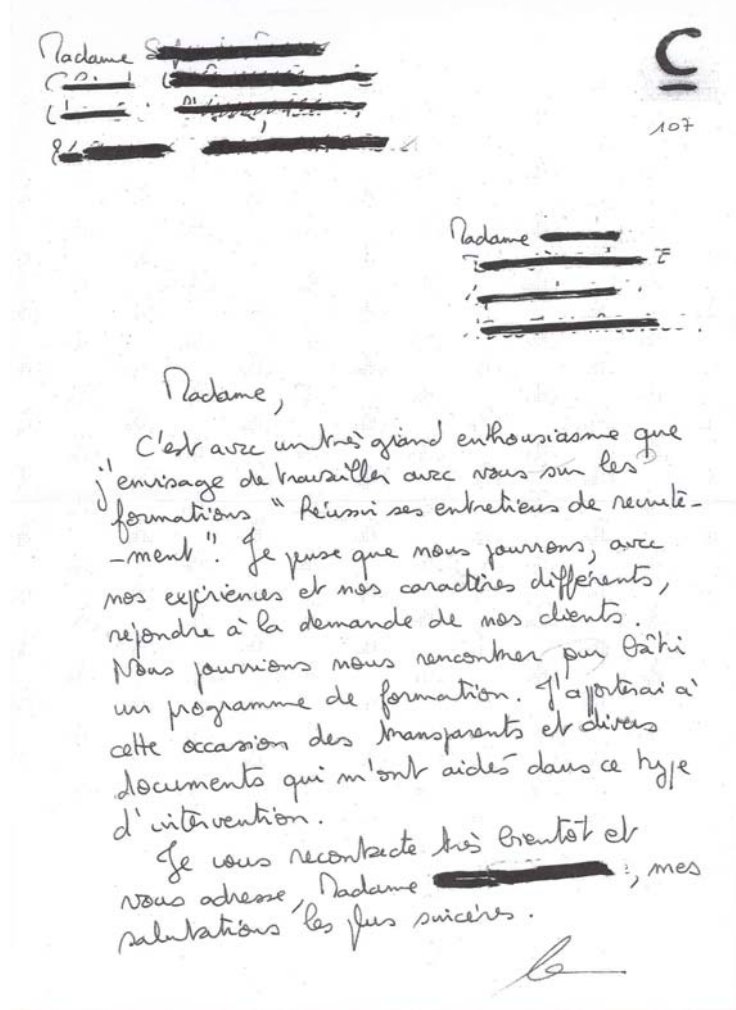 Madame
C
107
Madame
Madame,
C'est avec un très grand enthousiasme que
j'envisage de travailler avec vous sur les
formations " Réussir ses entretiens de recrute-
-ment ". Je pense que nous pourrons, avec
nos expériences et nos caractères différents,
répondre à la demande de nos clients.
Nous pourrions nous rencontrer pour bâtir
un programme de formation. J'apporterai à
cette occasion des transparents et divers
documents qui m'ont aidés dans ce type
d'intervention.
Je vous recontacte très bientôt et
vous adresse, Madame , mes
salutations les plus sincères.